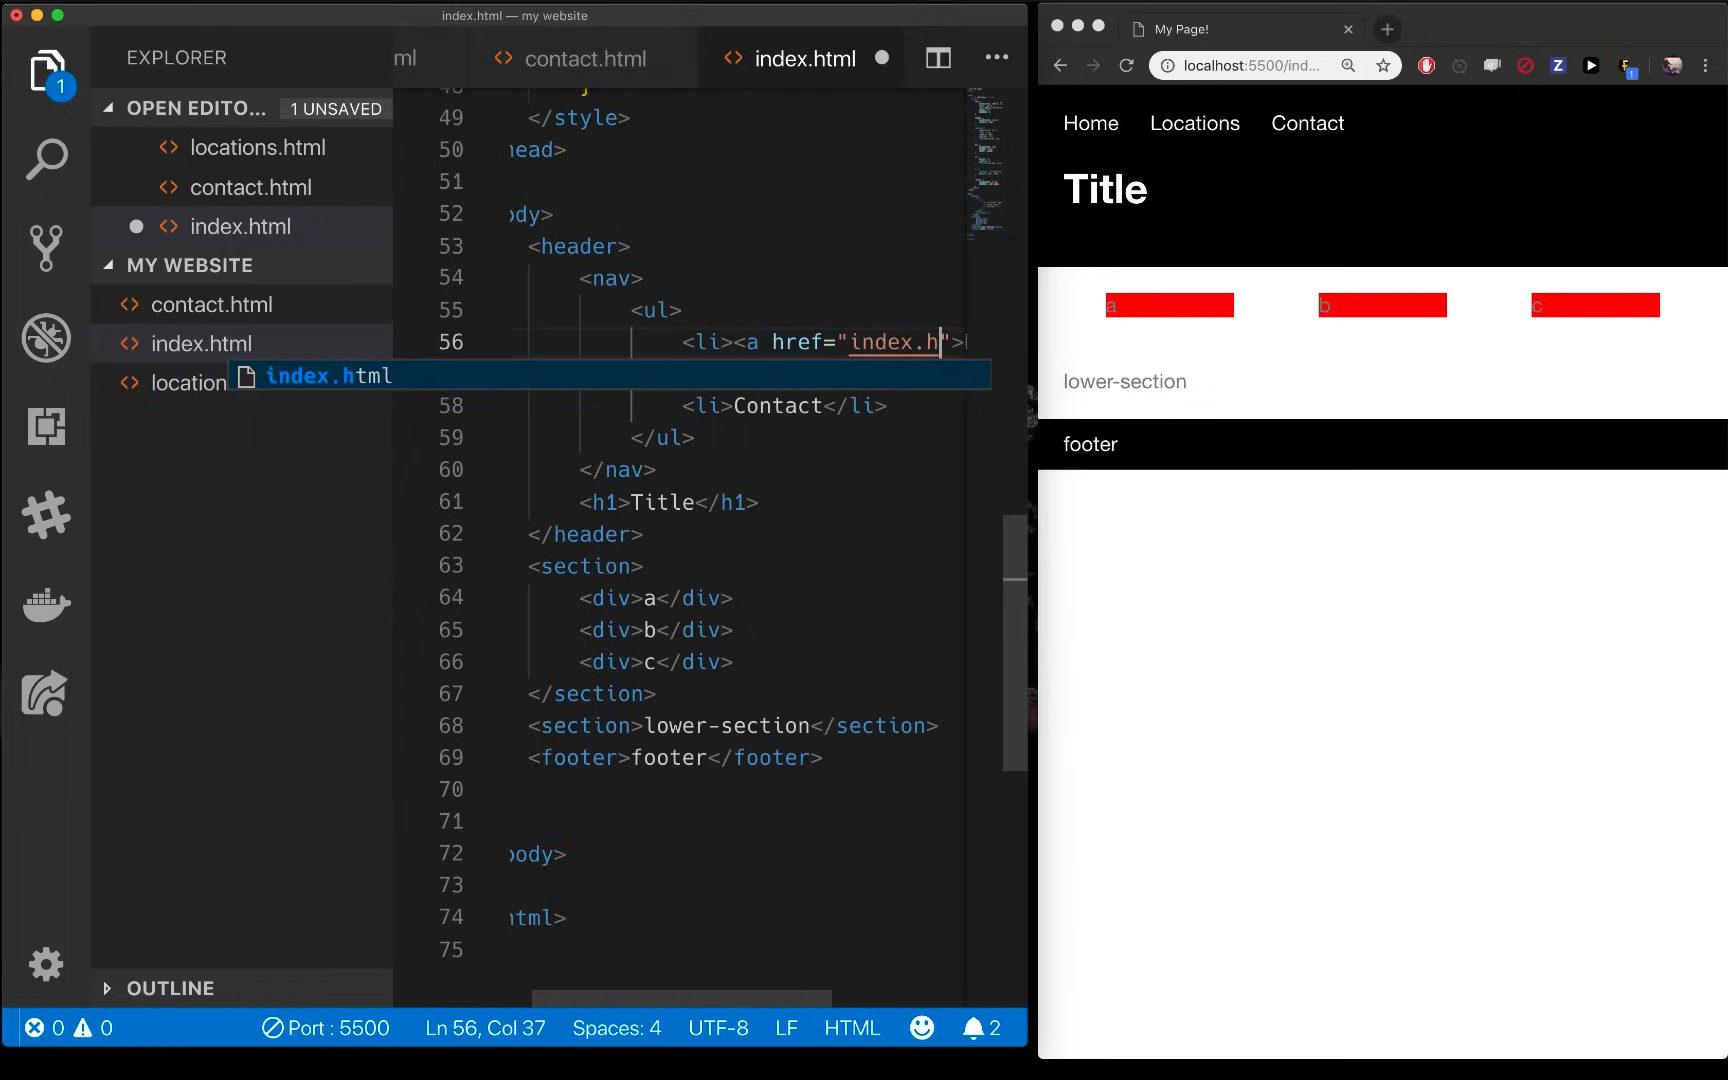 index.html — my website
EXPLORER
OPEN EDITO... 1 UNSAVED
locations.html
contact.html
index.html
MY WEBSITE
contact.html
index.html
location
OUTLINE
ml contact.html index.html
49 </style>
50 head>
51
52 ody>
53 <header>
54 <nav>
55 <ul>
56 <li><a href="index.h">
index.html
58 <li>Contact</li>
59 </ul>
60 </nav>
61 <h1>Title</h1>
62 </header>
63 <section>
64 <div>a</div>
65 <div>b</div>
66 <div>c</div>
67 </section>
68 <section>lower-section</section>
69 <footer>footer</footer>
70
71
72 body>
73
74 html>
75
1
0 0 Port : 5500 Ln 56, Col 37 Spaces: 4 UTF-8 LF HTML 2
My Page!
localhost:5500/ind...
Z
1
Home Locations Contact
Title
a b c
lower-section
footer